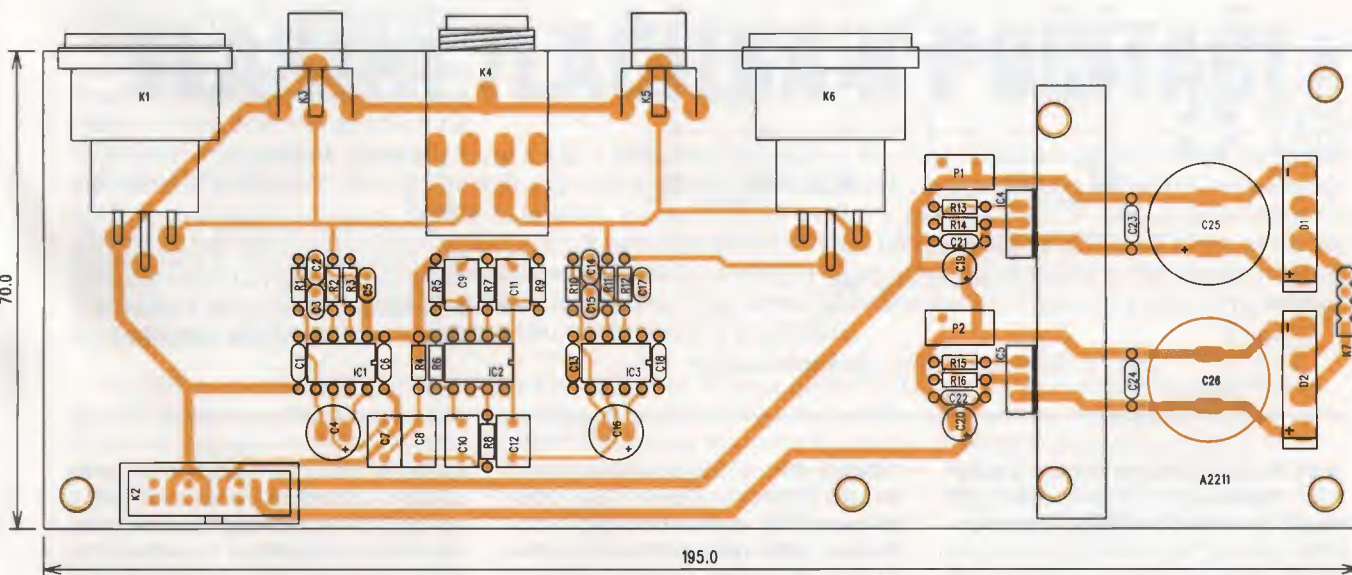 K1
K3
K4
K5
K6
P1
IC4
R13
R14
C21
C19
+
C23
C25
+
-
D1
+
70.0
R1
C2
C3
R2
R3
C5
R5
C9
R7
C11
R9
R10
C14
C15
R11
R12
C17
P2
IC5
R15
R16
C22
C20
+
C24
C26
-
D2
+
K7
C1
IC1
C6
R4
R6
IC2
C13
IC3
C18
C4
+
C7
C8
C10
R8
C12
C16
+
K2
A2211
195.0